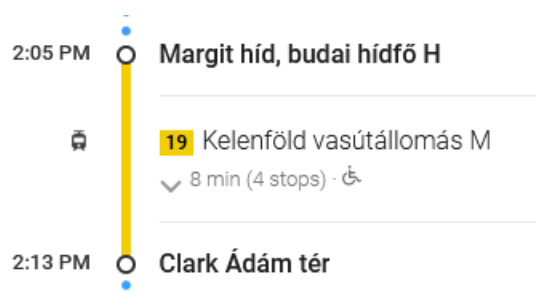 2:05 PM Margit híd, budai hídfő H
19 Kelenföld vasútállomás M
8 min (4 stops) ·
2:13 PM Clark Ádám tér